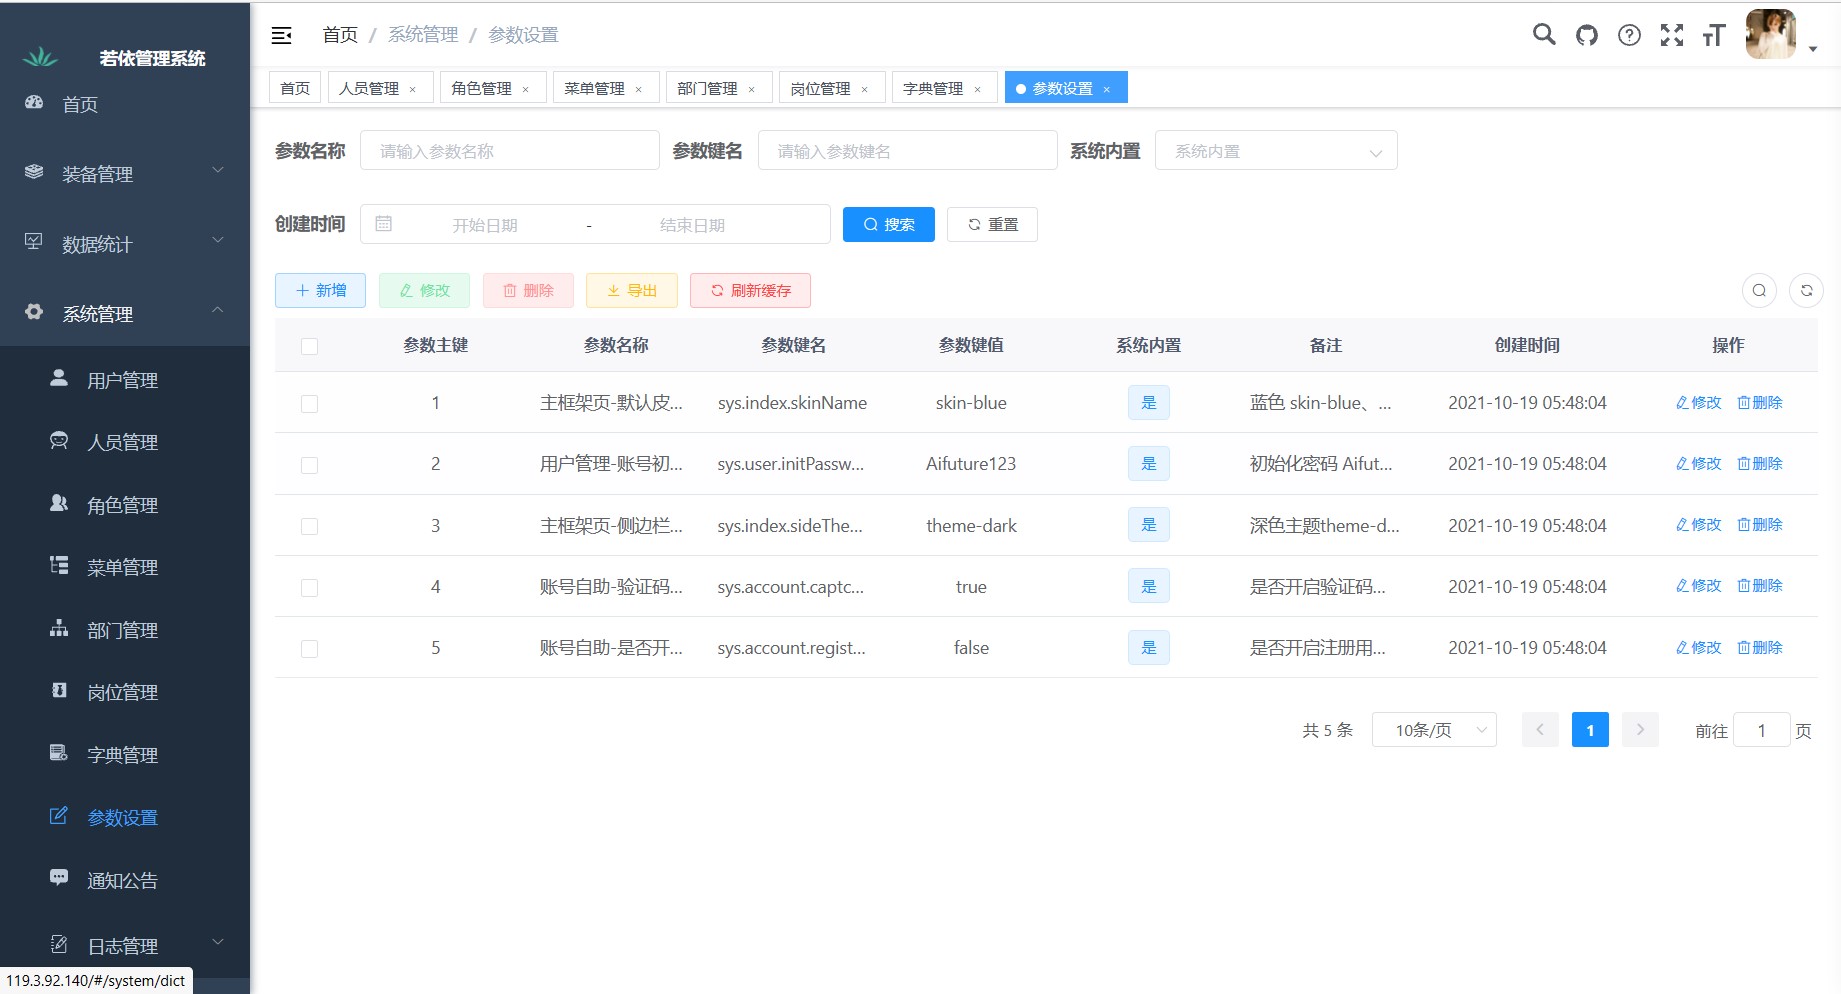 若依管理系统
首页
装备管理
数据统计
系统管理
用户管理
人员管理
角色管理
菜单管理
部门管理
岗位管理
字典管理
参数设置
通知公告
日志管理
119.3.92.140/#/system/dict
首页 / 系统管理 / 参数设置
首页 人员管理 × 角色管理 × 菜单管理 × 部门管理 × 岗位管理 × 字典管理 × 参数设置 ×
参数名称 请输入参数名称 参数键名 请输入参数键名 系统内置 系统内置
创建时间 开始日期 - 结束日期 搜索 重置
新增 修改 删除 导出 刷新缓存
参数主键 参数名称 参数键名 参数键值 系统内置 备注 创建时间 操作
1 主框架页-默认皮... sys.index.skinName skin-blue 是 蓝色 skin-blue、... 2021-10-19 05:48:04 修改 删除
2 用户管理-账号初... sys.user.initPassw... Aifuture123 是 初始化密码 Aifut... 2021-10-19 05:48:04 修改 删除
3 主框架页-侧边栏... sys.index.sideThe... theme-dark 是 深色主题theme-d... 2021-10-19 05:48:04 修改 删除
4 账号自助-验证码... sys.account.captc... true 是 是否开启验证码... 2021-10-19 05:48:04 修改 删除
5 账号自助-是否开... sys.account.regist... false 是 是否开启注册用... 2021-10-19 05:48:04 修改 删除
共 5 条 10条/页 1 前往 1 页